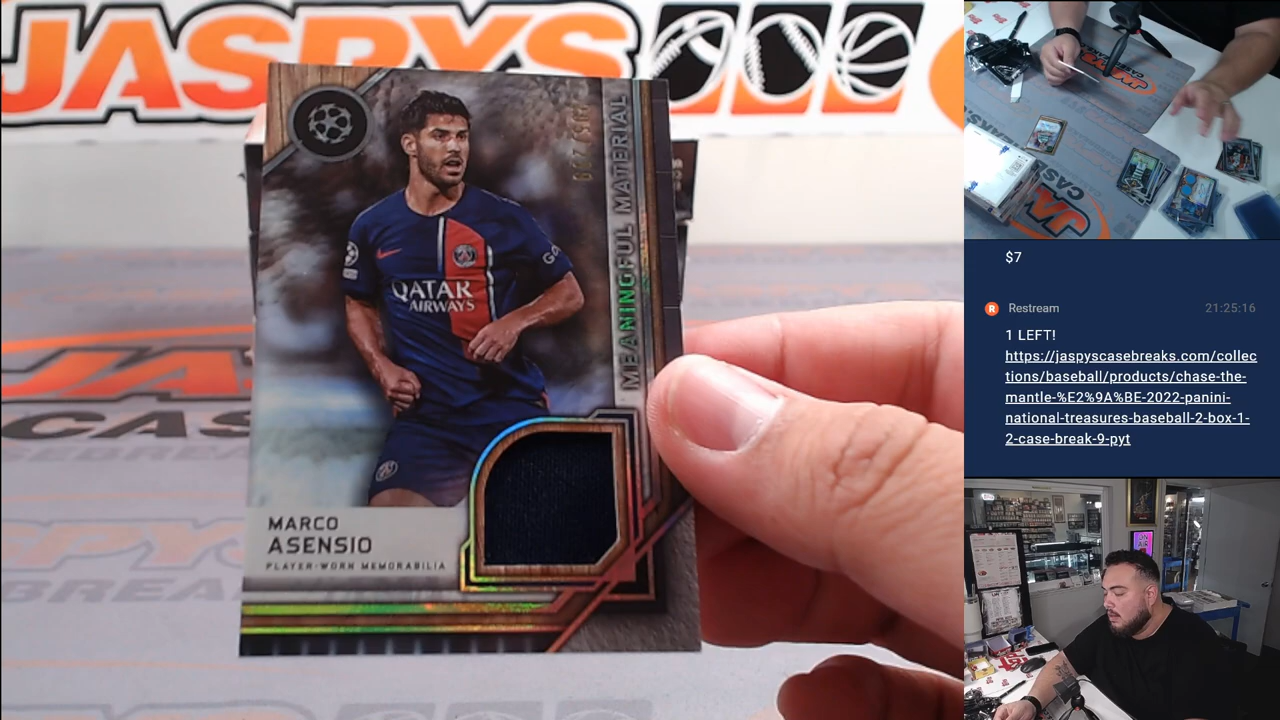 JASPYS
MEANINGFUL MATERIAL
QATAR
AIRWAYS
MARCO
ASENSIO
PLAYER-WORN MEMORABILIA
JAS
CAS
$7
Restream
21:25:16
1 LEFT!
https://jaspyscasebreaks.com/collec
tions/baseball/products/chase-the-
mantle-%E2%9A%BE-2022-panini-
national-treasures-baseball-2-box-1-
2-case-break-9-pyt